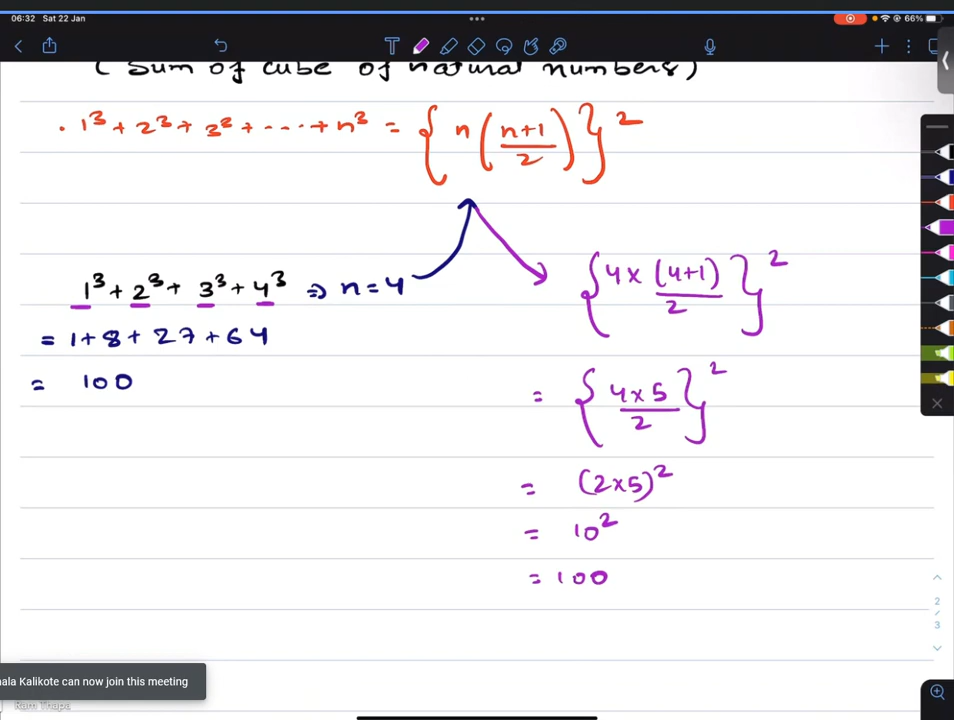 06:32 Sat 22 Jan
66%
T
( Sum of cube of natural numbers)
. 1³ + 2³ + 3³ + ---- + n³ = { n ( n+1 / 2 ) }²
1³ + 2³ + 3³ + 4³ ⇒ n = 4
= 1 + 8 + 27 + 64
= 100
{ 4 × (4+1) / 2 }²
= { 4 × 5 / 2 }²
= (2×5)²
= 10²
= 100
2
/
3
ala Kalikote can now join this meeting
Ram Thapa